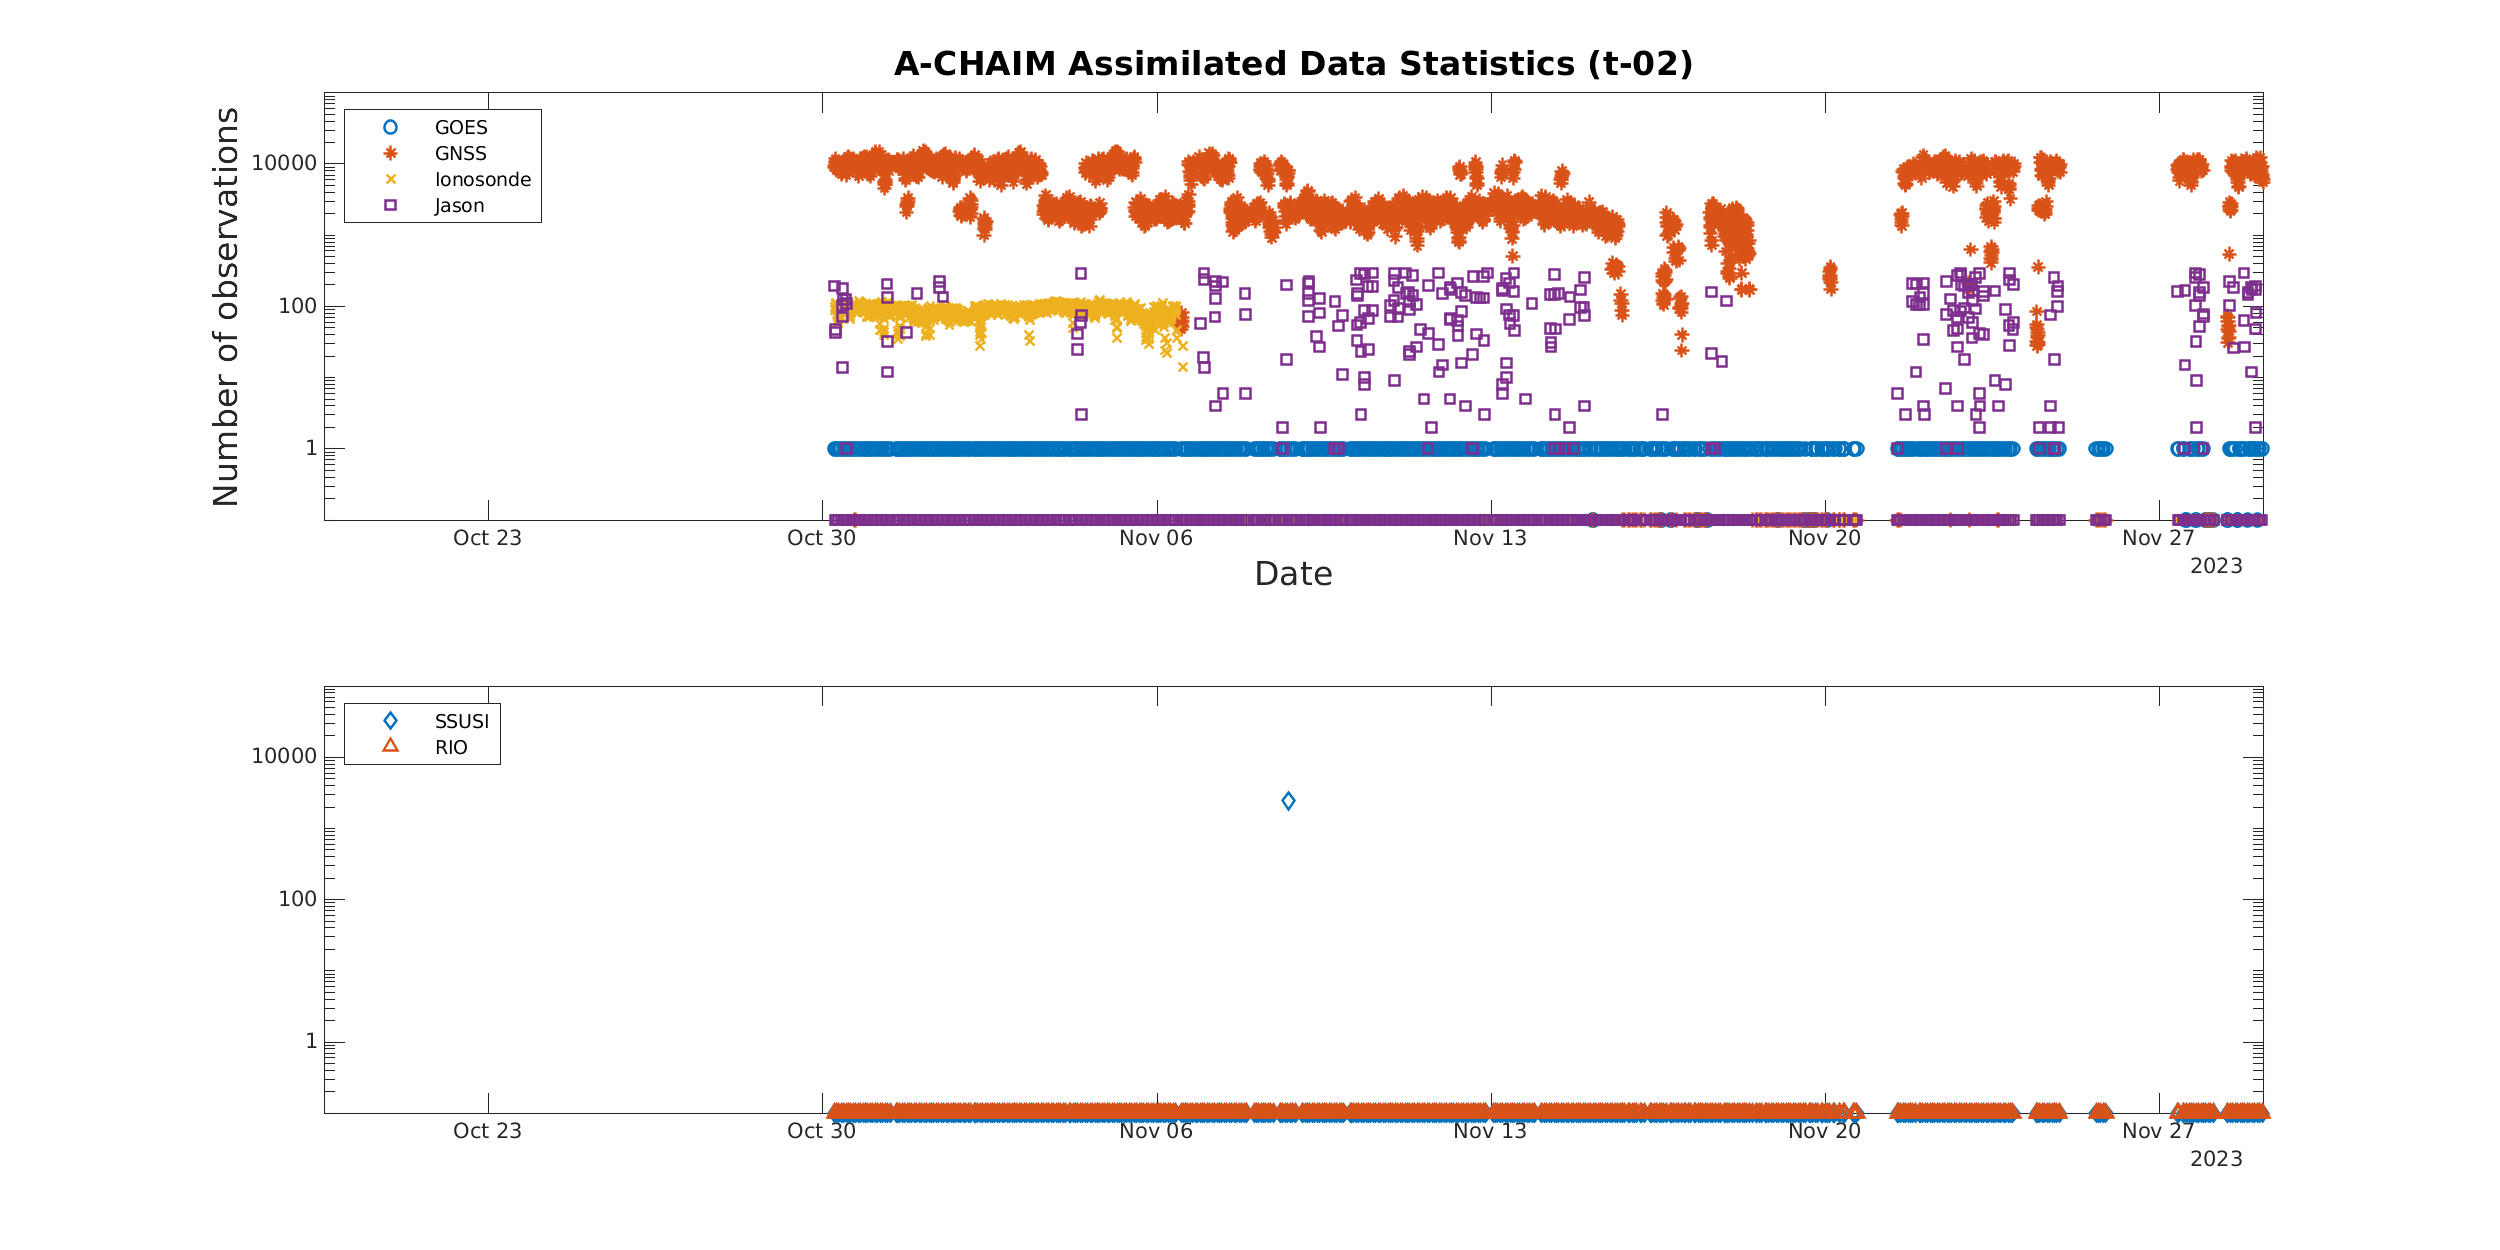 A-CHAIM Assimilated Data Statistics (t-02)
Number of observations
10000
100
1
GOES
GNSS
Ionosonde
Jason
Oct 23
Oct 30
Nov 06
Nov 13
Nov 20
Nov 27
2023
Date
10000
100
1
SSUSI
RIO
Oct 23
Oct 30
Nov 06
Nov 13
Nov 20
Nov 27
2023